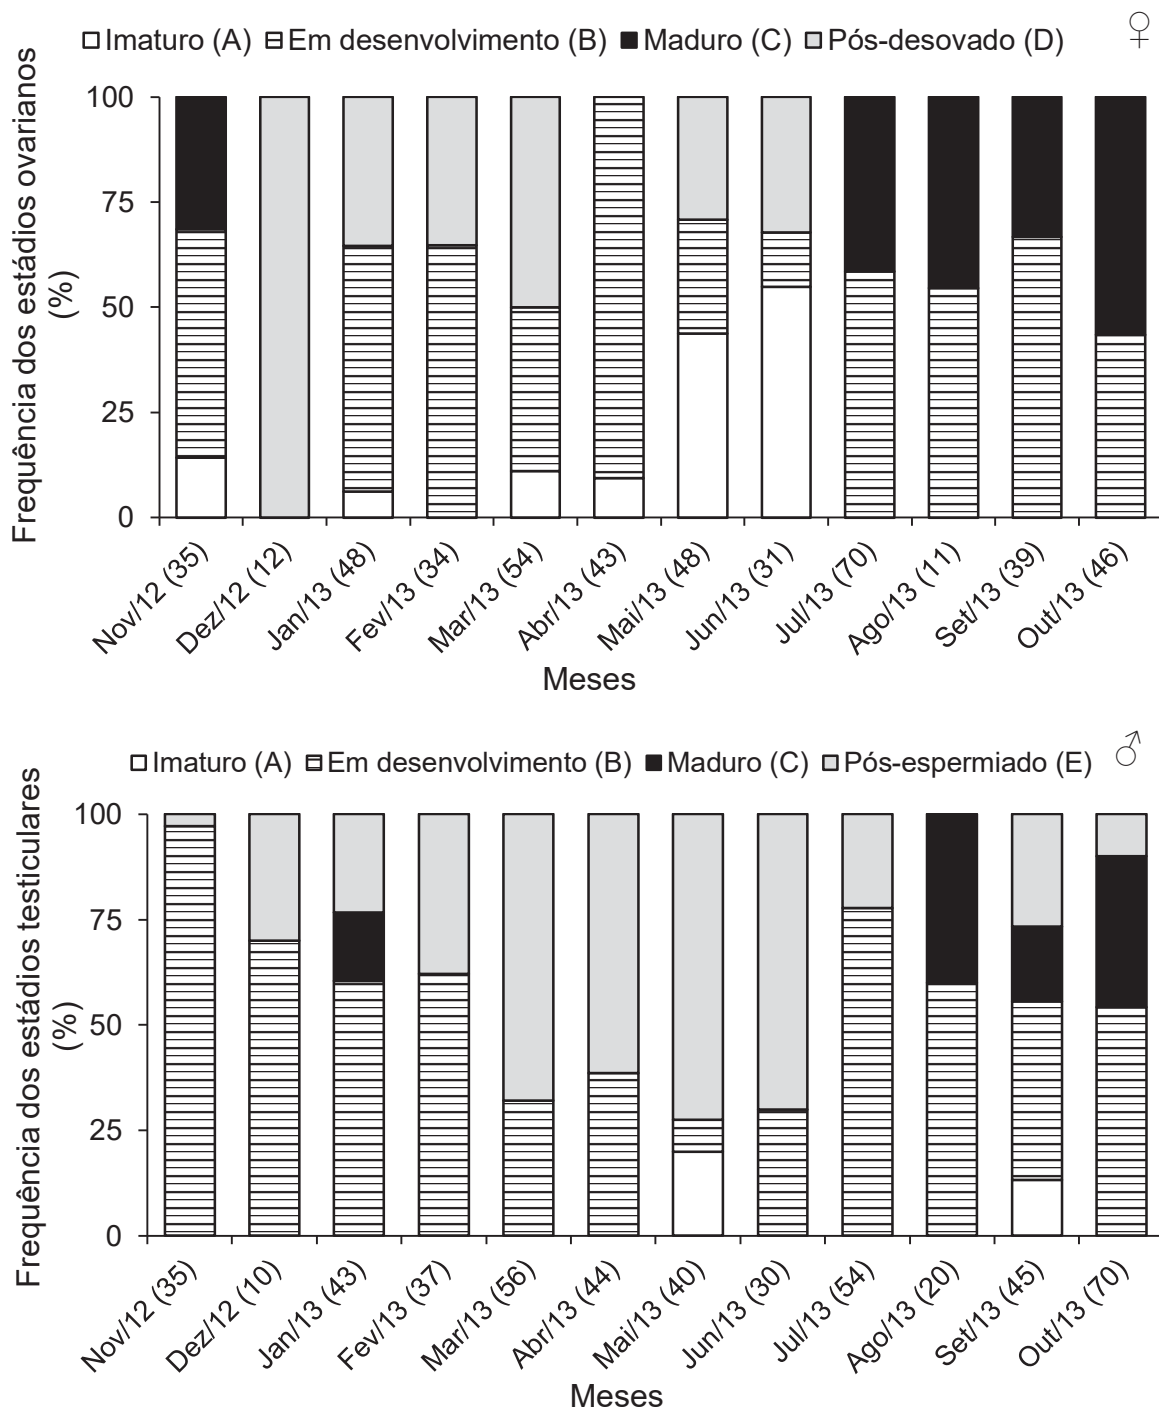 ♀
Imaturo (A) Em desenvolvimento (B) Maduro (C) Pós-desovado (D)
Frequência dos estádios ovarianos
(%)
100
75
50
25
0
Nov/12 (35) Dez/12 (12) Jan/13 (48) Fev/13 (34) Mar/13 (54) Abr/13 (43) Mai/13 (48) Jun/13 (31) Jul/13 (70) Ago/13 (11) Set/13 (39) Out/13 (46)
Meses
♂
Imaturo (A) Em desenvolvimento (B) Maduro (C) Pós-espermiado (E)
Frequência dos estádios testiculares
(%)
100
75
50
25
0
Nov/12 (35) Dez/12 (10) Jan/13 (43) Fev/13 (37) Mar/13 (56) Abr/13 (44) Mai/13 (40) Jun/13 (30) Jul/13 (54) Ago/13 (20) Set/13 (45) Out/13 (70)
Meses